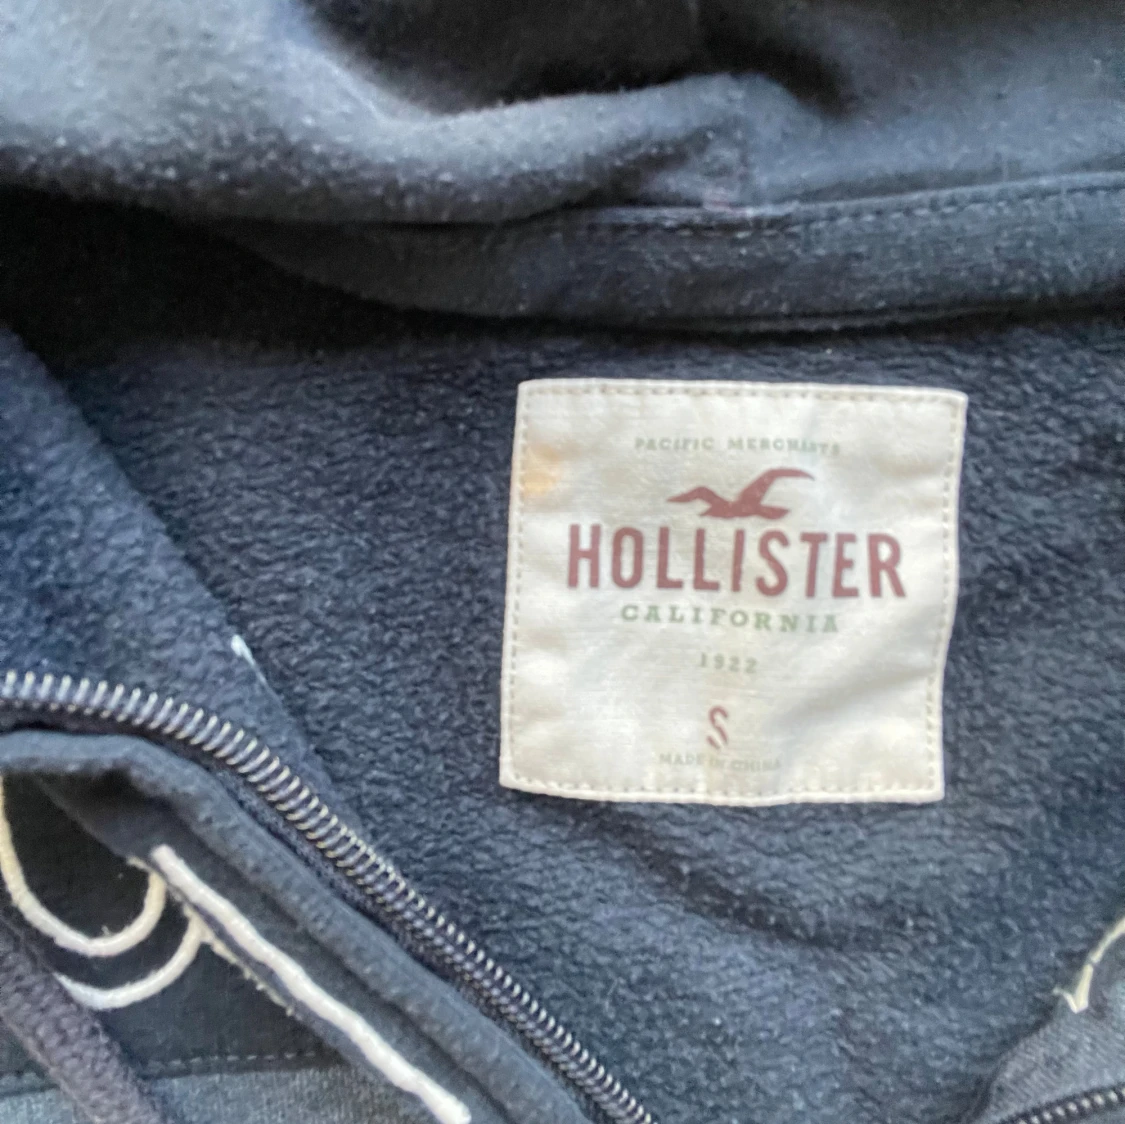 PACIFIC MERCHANTS
HOLLISTER
CALIFORNIA
1922
S
MADE IN CHINA